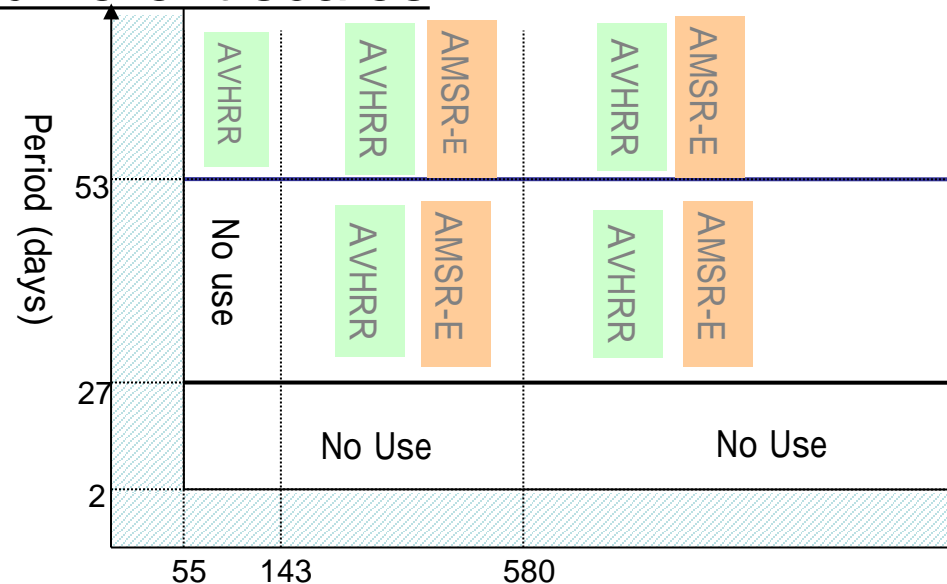 AVHRR
AVHRR
AMSR-E
AVHRR
AMSR-E
Period (days)
53
No use
AVHRR
AMSR-E
AVHRR
AMSR-E
27
No Use
No Use
2
55
143
580